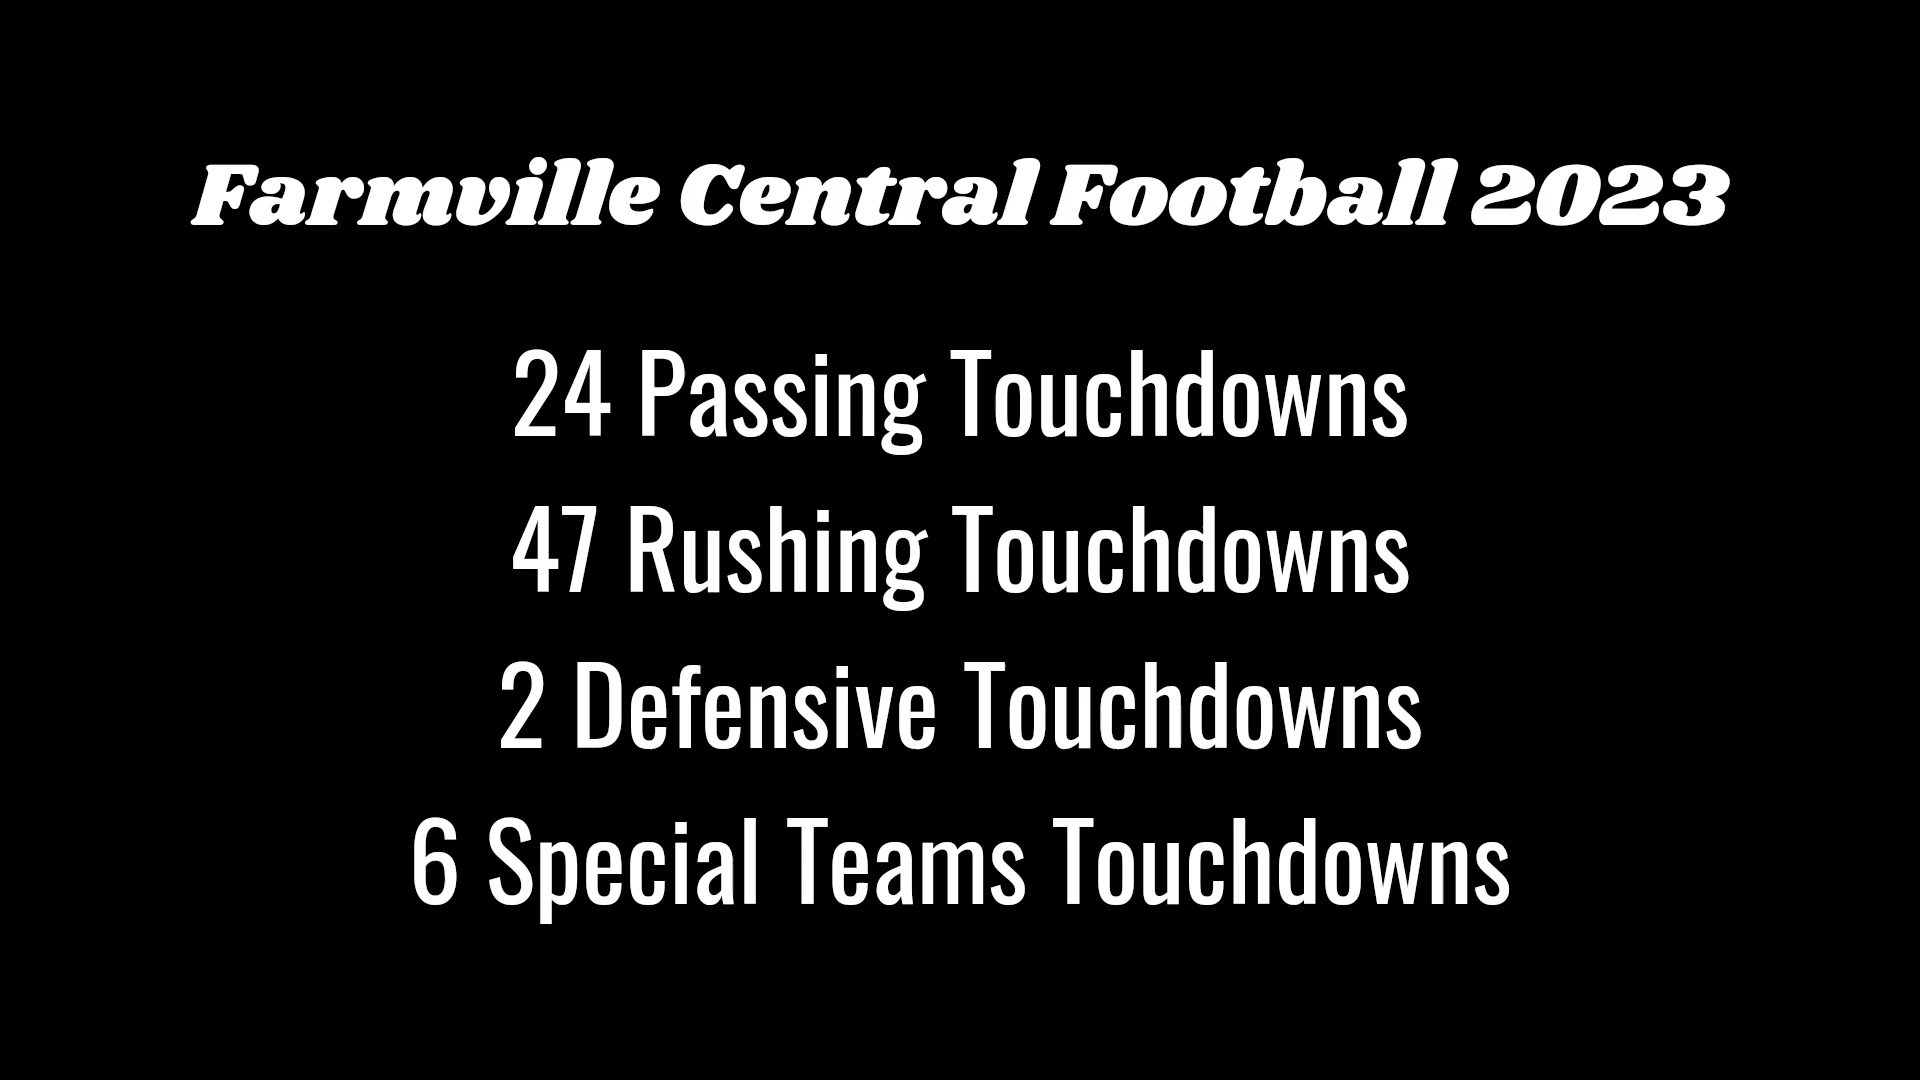 Farmville Central Football 2023
24 Passing Touchdowns
47 Rushing Touchdowns
2 Defensive Touchdowns
6 Special Teams Touchdowns